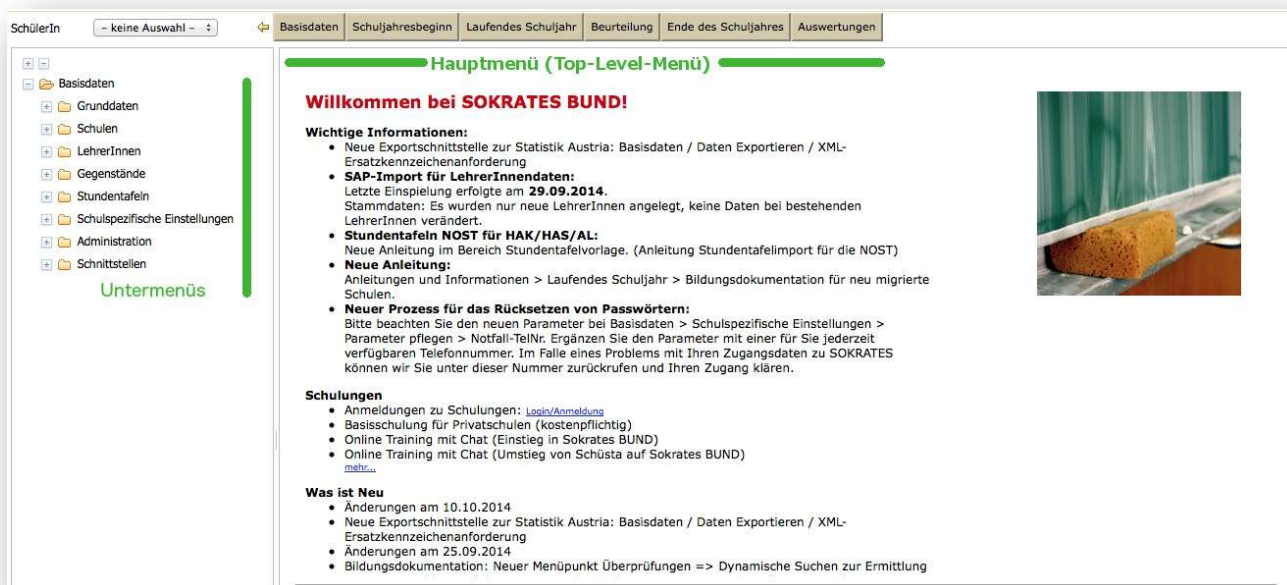 SchülerIn
– keine Auswahl –
Basisdaten Schuljahresbeginn Laufendes Schuljahr Beurteilung Ende des Schuljahres Auswertungen
Basisdaten
Grunddaten
Schulen
LehrerInnen
Gegenstände
Stundentafeln
Schulspezifische Einstellungen
Administration
Schnittstellen
Untermenüs
Hauptmenü (Top-Level-Menü)
Willkommen bei SOKRATES BUND!
Wichtige Informationen:
• Neue Exportschnittstelle zur Statistik Austria: Basisdaten / Daten Exportieren / XML-
Ersatzkennzeichenanforderung
• SAP-Import für LehrerInnendaten:
Letzte Einspielung erfolgte am 29.09.2014.
Stammdaten: Es wurden nur neue LehrerInnen angelegt, keine Daten bei bestehenden
LehrerInnen verändert.
• Stundentafeln NOST für HAK/HAS/AL:
Neue Anleitung im Bereich Stundentafelvorlage. (Anleitung Stundentafelimport für die NOST)
• Neue Anleitung:
Anleitungen und Informationen > Laufendes Schuljahr > Bildungsdokumentation für neu migrierte
Schulen.
• Neuer Prozess für das Rücksetzen von Passwörtern:
Bitte beachten Sie den neuen Parameter bei Basisdaten > Schulspezifische Einstellungen >
Parameter pflegen > Notfall-TelNr. Ergänzen Sie den Parameter mit einer für Sie jederzeit
verfügbaren Telefonnummer. Im Falle eines Problems mit Ihren Zugangsdaten zu SOKRATES
können wir Sie unter dieser Nummer zurückrufen und Ihren Zugang klären.
Schulungen
• Anmeldungen zu Schulungen: Login/Anmeldung
• Basisschulung für Privatschulen (kostenpflichtig)
• Online Training mit Chat (Einstieg in Sokrates BUND)
• Online Training mit Chat (Umstieg von Schüsta auf Sokrates BUND)
mehr...
Was ist Neu
• Änderungen am 10.10.2014
• Neue Exportschnittstelle zur Statistik Austria: Basisdaten / Daten Exportieren / XML-
Ersatzkennzeichenanforderung
• Änderungen am 25.09.2014
• Bildungsdokumentation: Neuer Menüpunkt Überprüfungen => Dynamische Suchen zur Ermittlung